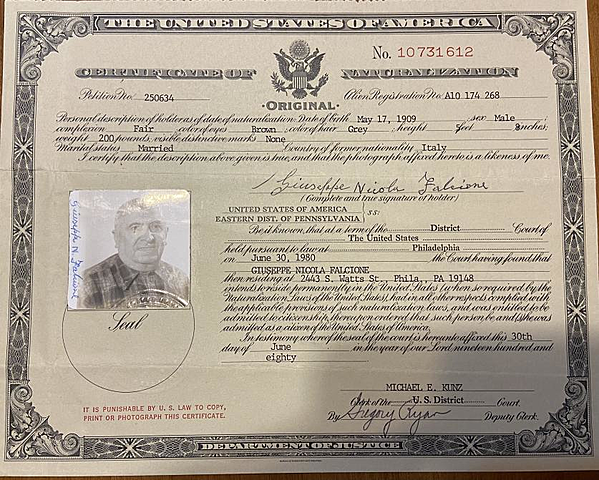 THE UNITED STATES OF AMERICA
No. 10731612
CERTIFICATE OF NATURALIZATION
Petition No. 250634
Alien Registration No. A10 174 268
ORIGINAL
Personal description of holder as of date of naturalization: Date of birth May 17, 1909 sex Male
complexion Fair color of eyes Brown color of hair Grey height feet inches;
weight 200 pounds; visible distinctive marks None
Marital status Married Country of former nationality Italy
I certify that the description above given is true, and that the photograph affixed hereto is a likeness of me.
Giuseppe Nicola Falcione
(Complete and true signature of holder)
UNITED STATES OF AMERICA
EASTERN DIST. OF PENNSYLVANIA
SS:
Be it known, that at a term of the District Court of
The United States
held pursuant to law at Philadelphia
on June 30, 1980 the Court having found that
GIUSEPPE NICOLA FALCIONE
then residing at 2443 S. Watts St., Phila., PA 19148
intends to reside permanently in the United States (when so required by the
Naturalization Laws of the United States), had in all other respects complied with
the applicable provisions of such naturalization laws, and was entitled to be
admitted to citizenship, thereupon ordered that such person be and (s)he was
admitted as a citizen of the United States of America.
In testimony whereof the seal of the court is hereunto affixed this 30th
day of June in the year of our Lord nineteen hundred and
eighty
Giuseppe N Falcione
Seal
MICHAEL E. KUNZ
Clerk of the U. S. District Court.
By Gregory Ryan Deputy Clerk.
IT IS PUNISHABLE BY U. S. LAW TO COPY,
PRINT OR PHOTOGRAPH THIS CERTIFICATE.
DEPARTMENT OF JUSTICE